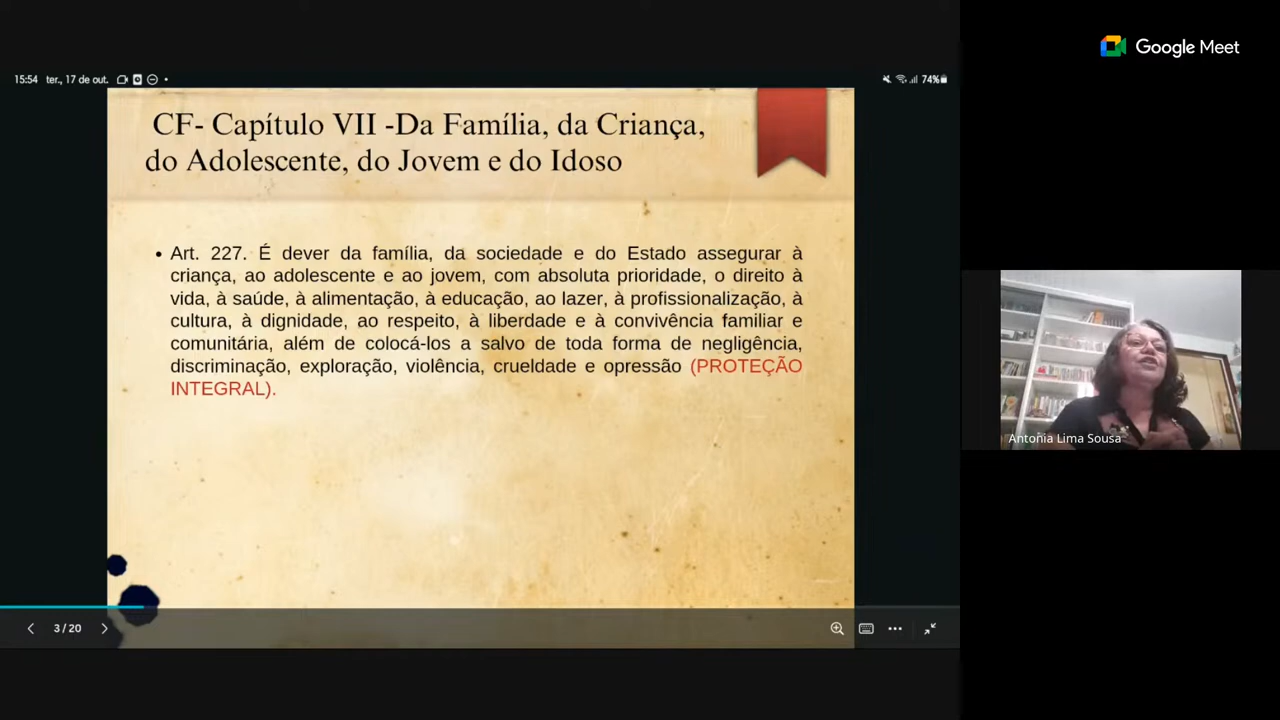 Google Meet
15:54 ter., 17 de out.
74%
CF- Capítulo VII -Da Família, da Criança,
do Adolescente, do Jovem e do Idoso
• Art. 227. É dever da família, da sociedade e do Estado assegurar à
criança, ao adolescente e ao jovem, com absoluta prioridade, o direito à
vida, à saúde, à alimentação, à educação, ao lazer, à profissionalização, à
cultura, à dignidade, ao respeito, à liberdade e à convivência familiar e
comunitária, além de colocá-los a salvo de toda forma de negligência,
discriminação, exploração, violência, crueldade e opressão (PROTEÇÃO
INTEGRAL).
Antonia Lima Sousa
3 / 20